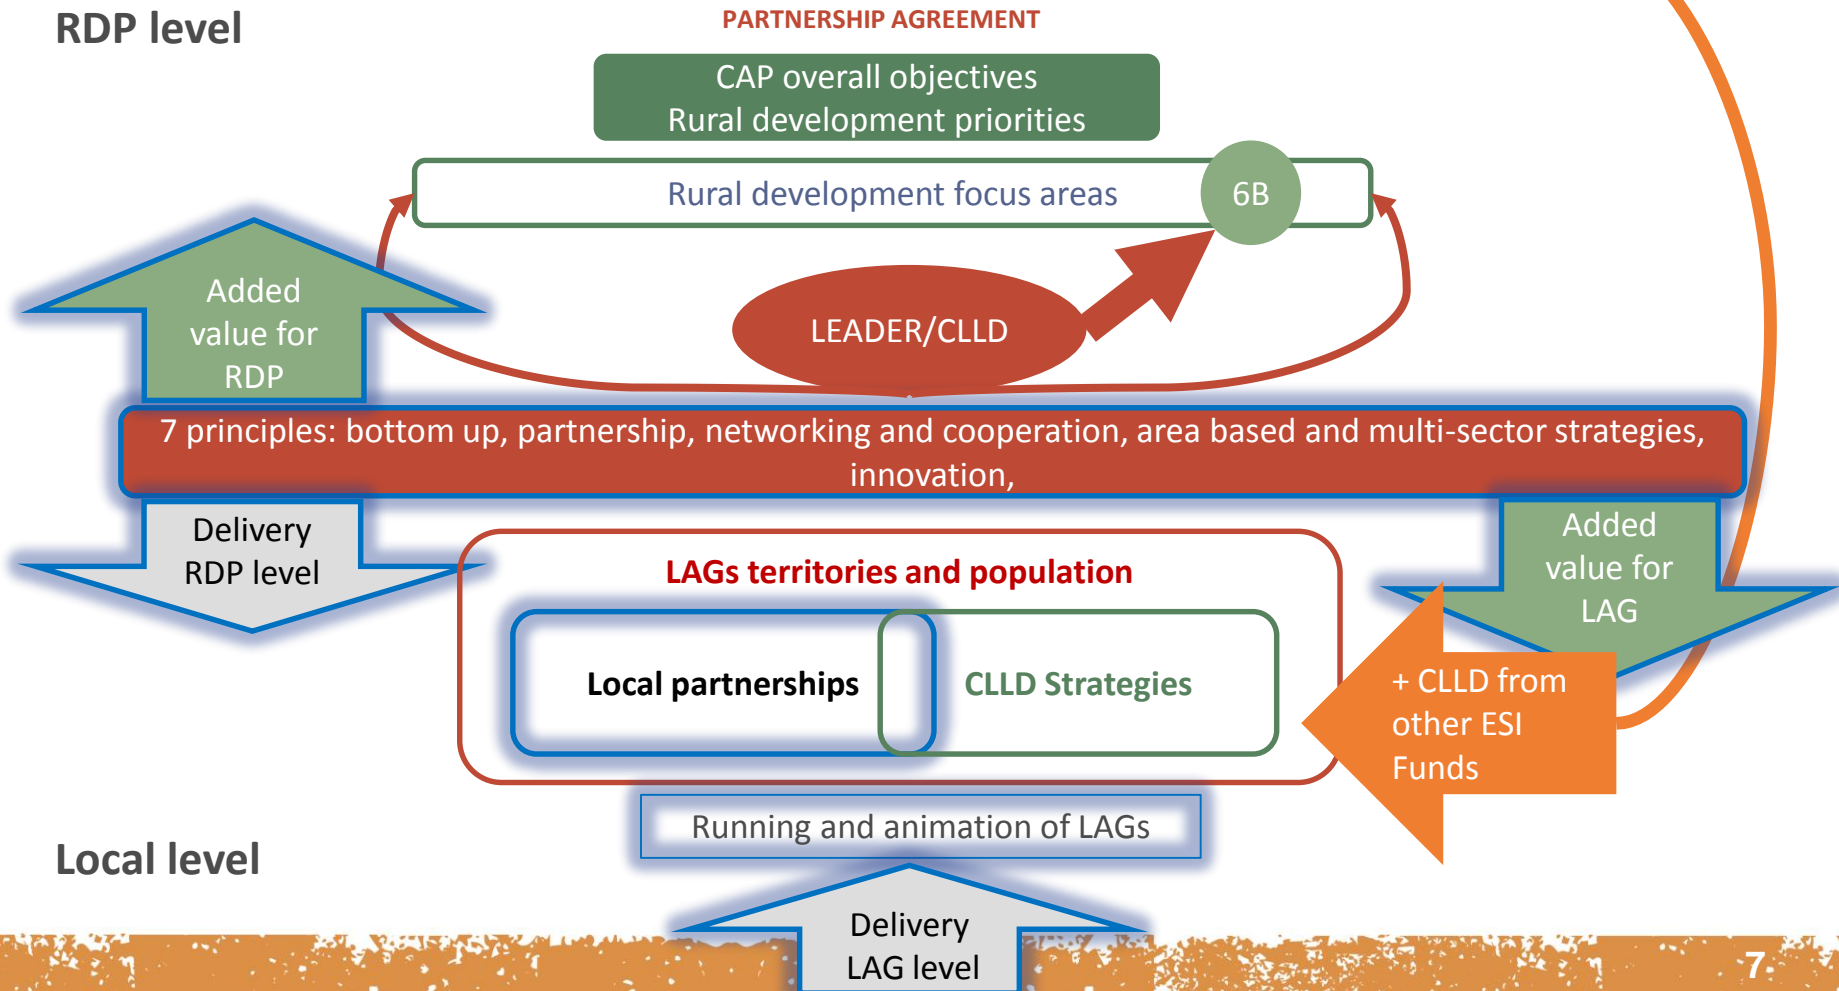 RDP level
PARTNERSHIP AGREEMENT
CAP overall objectives
Rural development priorities
Rural development focus areas
6B
Added
value for
RDP
LEADER/CLLD
7 principles: bottom up, partnership, networking and cooperation, area based and multi-sector strategies,
innovation,
Delivery
RDP level
Added
value for
LAG
LAGs territories and population
Local partnerships
CLLD Strategies
+ CLLD from
other ESI
Funds
Running and animation of LAGs
Local level
Delivery
LAG level
7